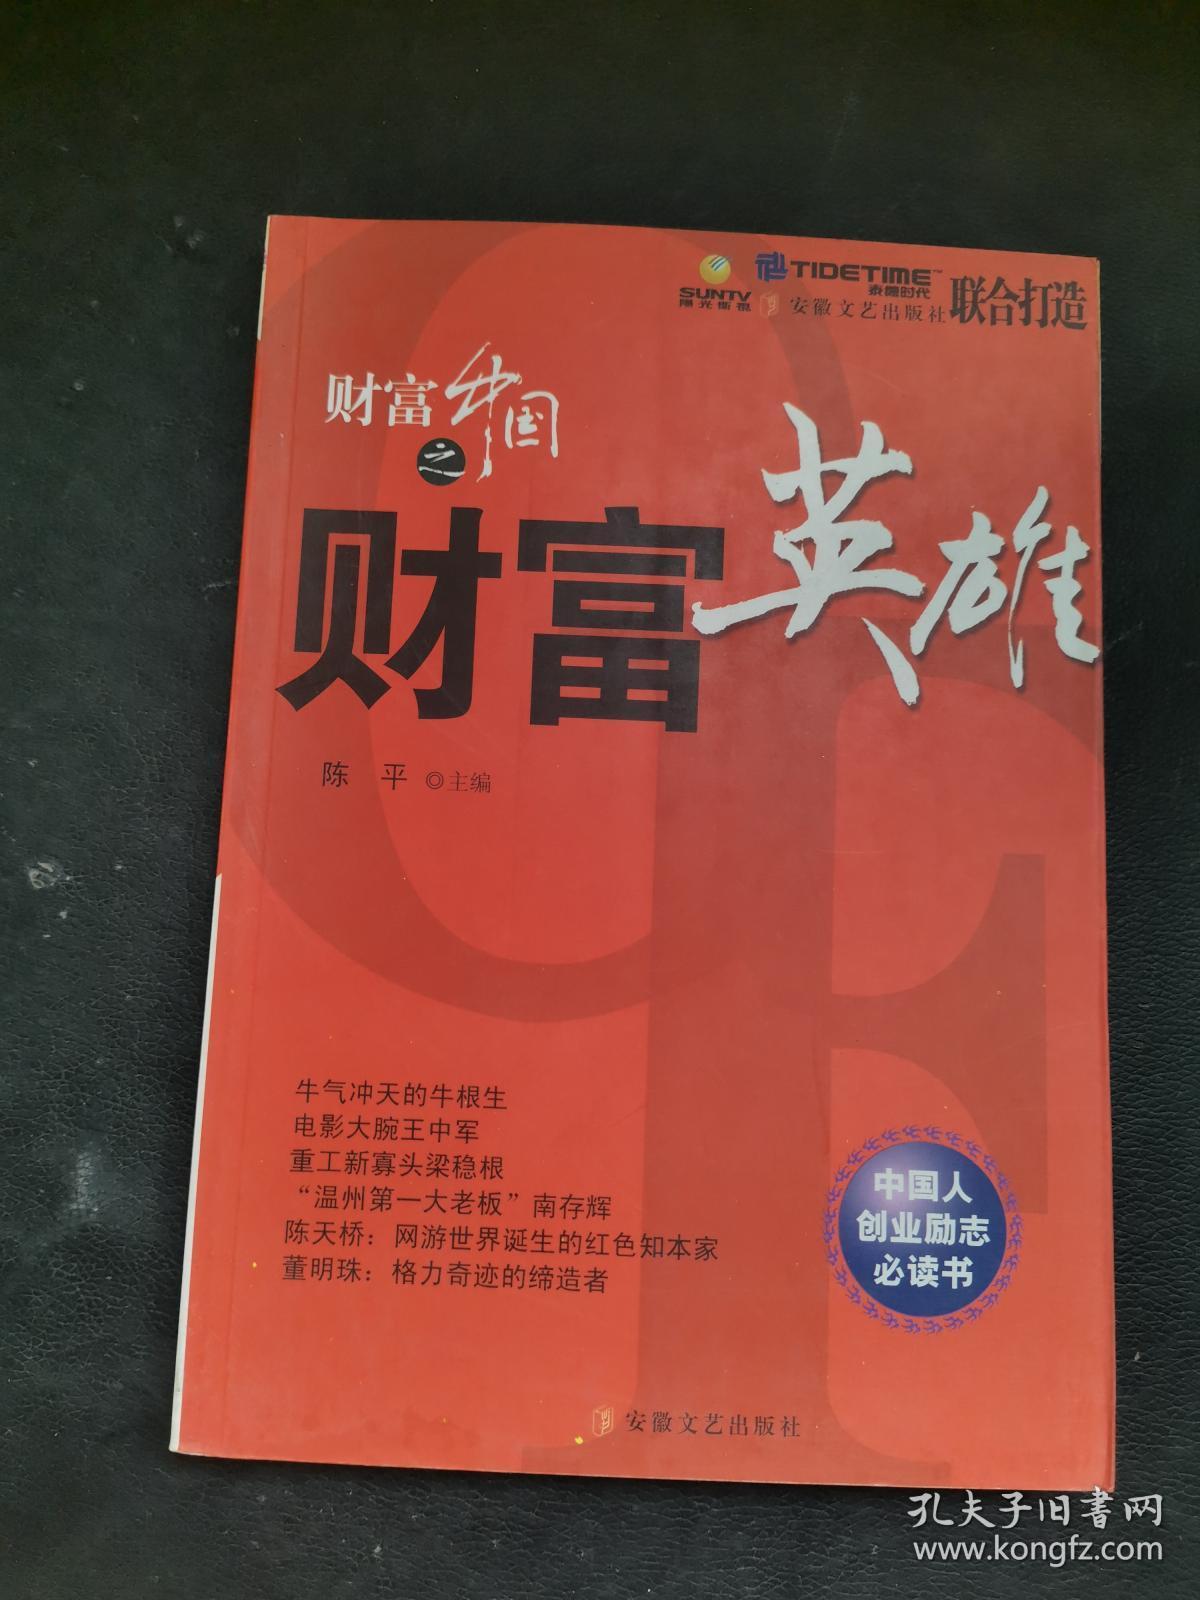 SUNTV
陽光衛視
TIDETIME™
泰德时代
安徽文艺出版社
联合打造
财富中国
之
财富英雄
陈 平 ◎主编
牛气冲天的牛根生
电影大腕王中军
重工新寡头梁稳根
“温州第一大老板”南存辉
陈天桥：网游世界诞生的红色知本家
董明珠：格力奇迹的缔造者
中国人
创业励志
必读书
安徽文艺出版社
孔夫子旧书网
www.kongfz.com